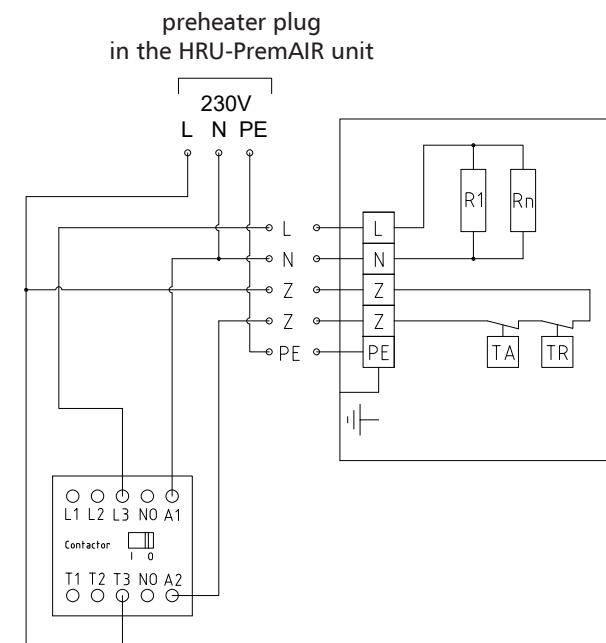 preheater plug
in the HRU-PremAIR unit
230V
L N PE
R1 Rn
L L
N N
Z Z
Z Z
PE PE
TA TR
L1 L2 L3 NO A1
Contactor
I 0
T1 T2 T3 NO A2